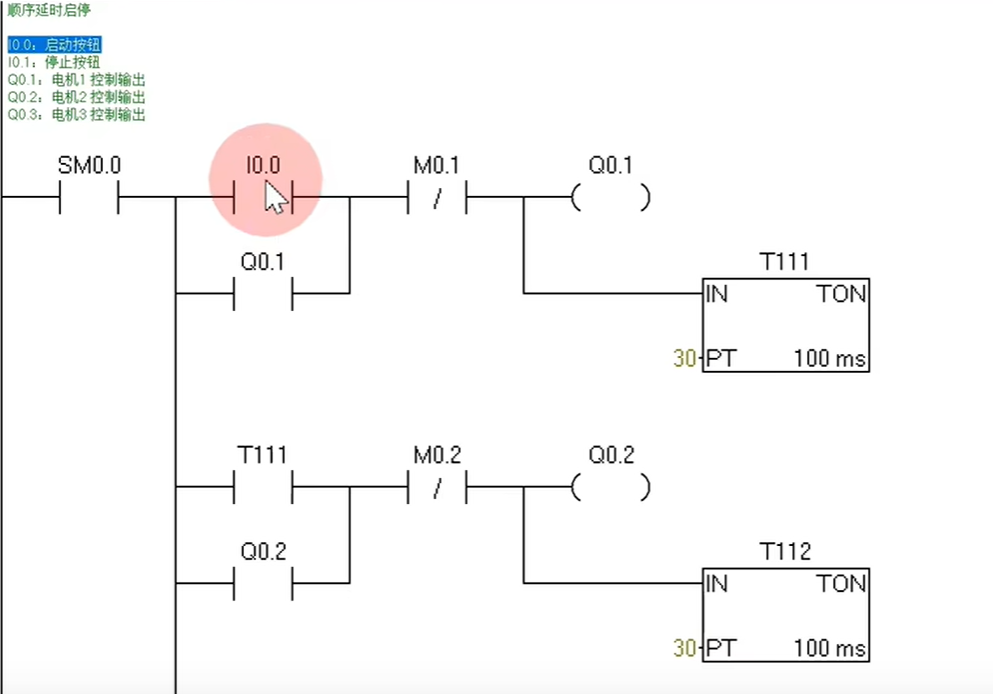 顺序延时启停
I0.0：启动按钮
I0.1：停止按钮
Q0.1：电机1 控制输出
Q0.2：电机2 控制输出
Q0.3：电机3 控制输出
SM0.0 I0.0 M0.1 Q0.1
/
Q0.1 T111
IN TON
30 PT 100 ms
T111 M0.2 Q0.2
/
Q0.2 T112
IN TON
30 PT 100 ms